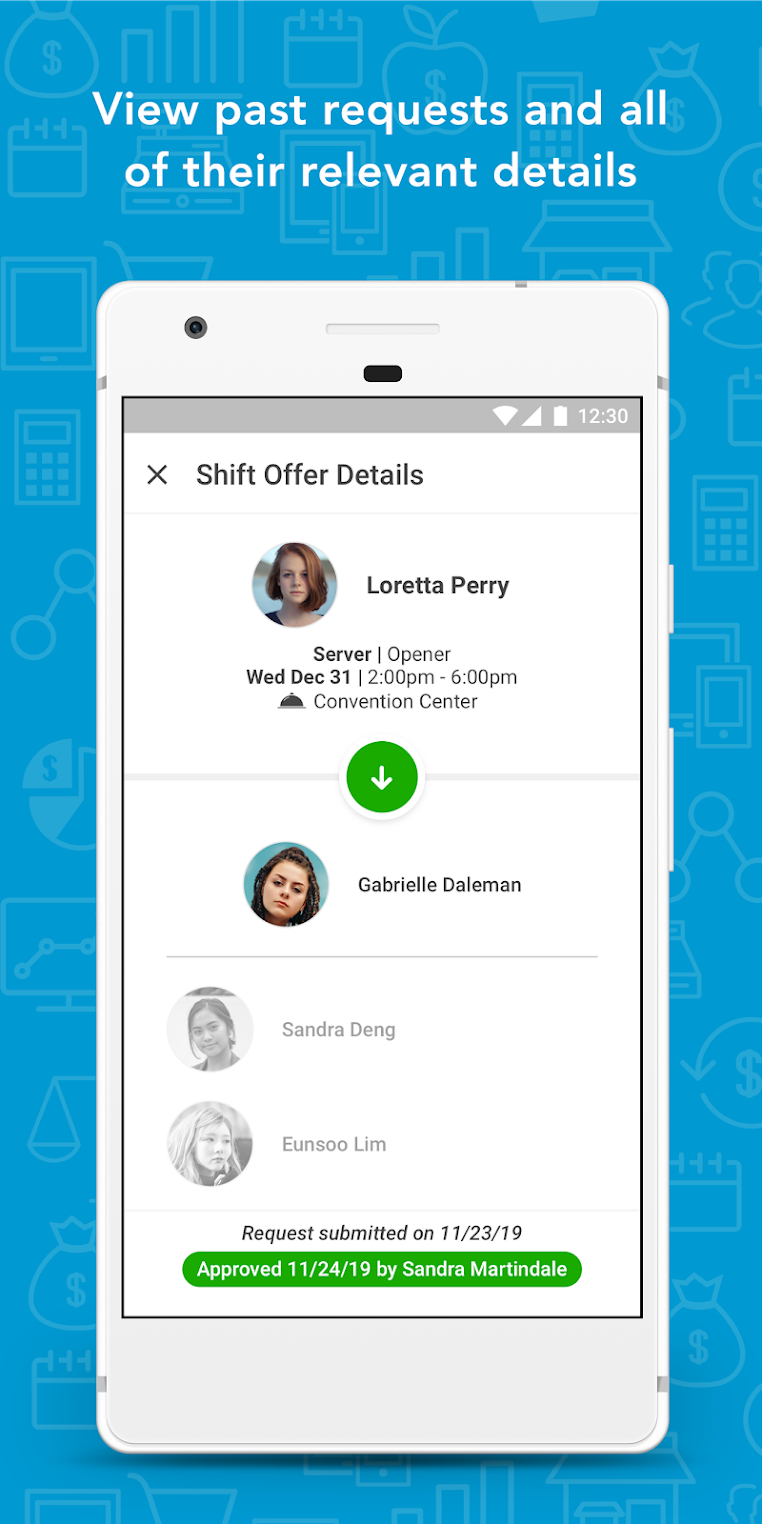 View past requests and all
of their relevant details
12:30
Shift Offer Details
Loretta Perry
Server | Opener
Wed Dec 31 | 2:00pm - 6:00pm
Convention Center
Gabrielle Daleman
Sandra Deng
Eunsoo Lim
Request submitted on 11/23/19
Approved 11/24/19 by Sandra Martindale